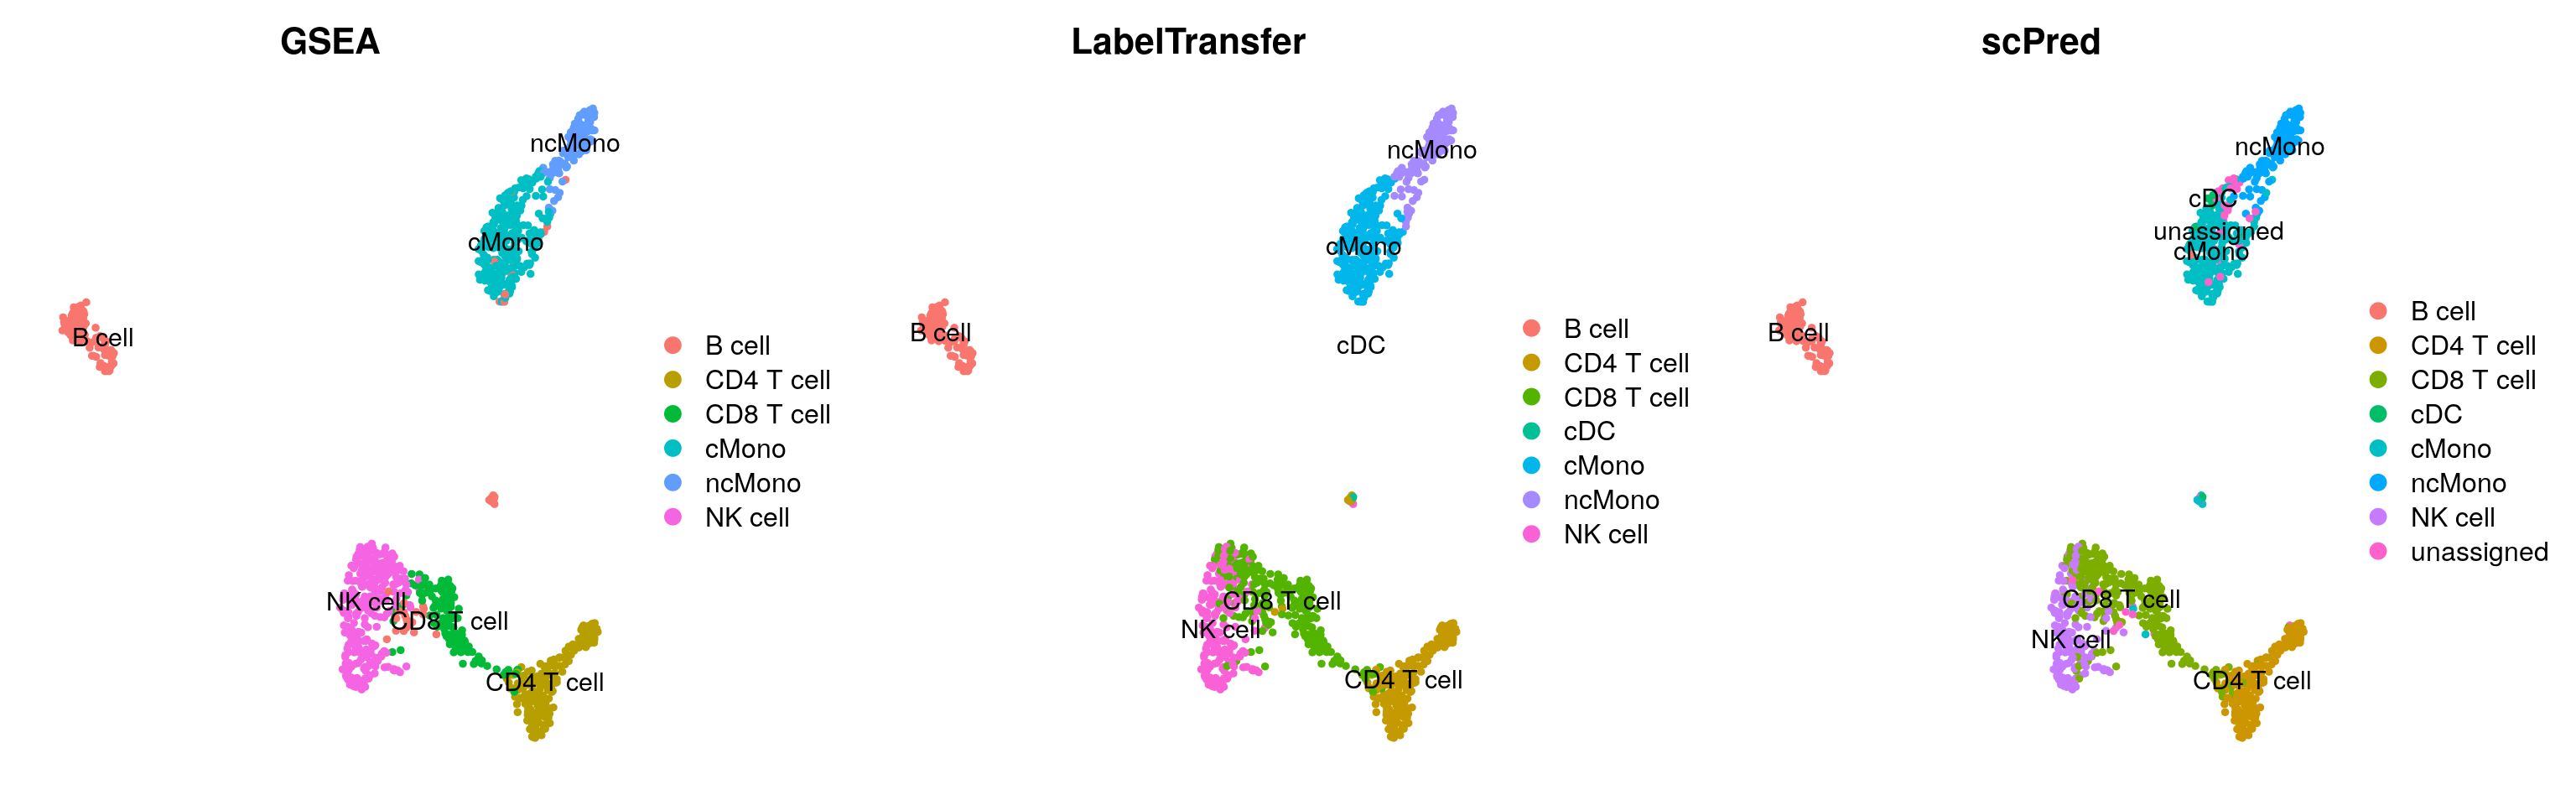 GSEA
ncMono
cMono
B cell
NK cell
CD8 T cell
CD4 T cell
B cell
CD4 T cell
CD8 T cell
cMono
ncMono
NK cell
LabelTransfer
ncMono
cMono
B cell
cDC
CD8 T cell
NK cell
CD4 T cell
B cell
CD4 T cell
CD8 T cell
cDC
cMono
ncMono
NK cell
scPred
ncMono
cDC
unassigned
cMono
B cell
CD8 T cell
NK cell
CD4 T cell
B cell
CD4 T cell
CD8 T cell
cDC
cMono
ncMono
NK cell
unassigned